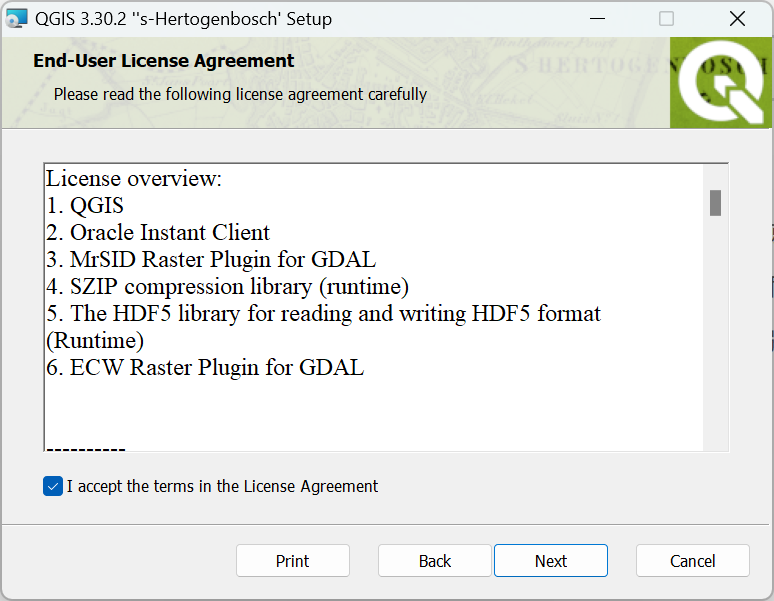 QGIS 3.30.2 ''s-Hertogenbosch' Setup
End-User License Agreement
Please read the following license agreement carefully
S HERTOGENBOSCH
License overview:
1. QGIS
2. Oracle Instant Client
3. MrSID Raster Plugin for GDAL
4. SZIP compression library (runtime)
5. The HDF5 library for reading and writing HDF5 format
(Runtime)
6. ECW Raster Plugin for GDAL
----------
I accept the terms in the License Agreement
Print
Back
Next
Cancel